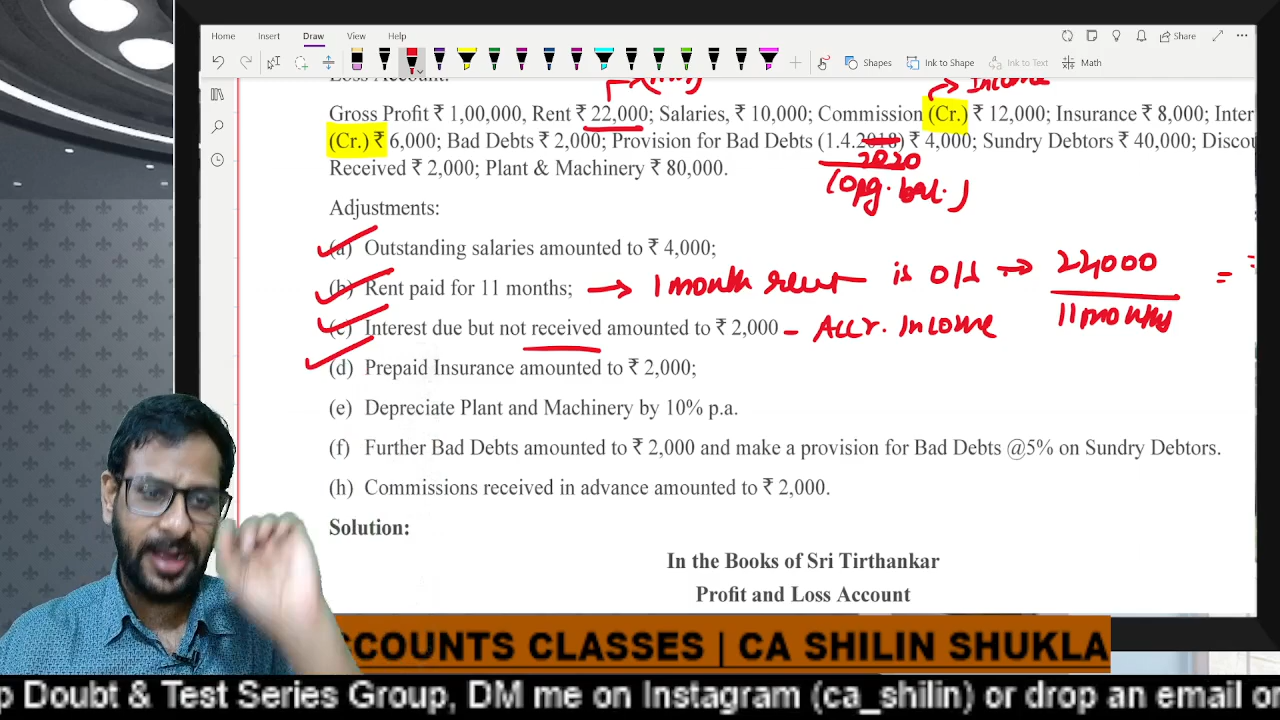 Home Insert Draw View Help Share
Shapes Ink to Shape Ink to Text Math
Loss Account:
Income
Gross Profit ₹ 1,00,000, Rent ₹ 22,000; Salaries, ₹ 10,000; Commission (Cr.) ₹ 12,000; Insurance ₹ 8,000; Inter
(Cr.) ₹ 6,000; Bad Debts ₹ 2,000; Provision for Bad Debts (1.4.2018) ₹ 4,000; Sundry Debtors ₹ 40,000; Discou
2020
Received ₹ 2,000; Plant & Machinery ₹ 80,000.
(opg. bal.)
Adjustments:
(a) Outstanding salaries amounted to ₹ 4,000;
(b) Rent paid for 11 months; → 1 month rent is o/s → 22,000 =
11 months
(c) Interest due but not received amounted to ₹ 2,000 - Accr. Income
(d) Prepaid Insurance amounted to ₹ 2,000;
(e) Depreciate Plant and Machinery by 10% p.a.
(f) Further Bad Debts amounted to ₹ 2,000 and make a provision for Bad Debts @5% on Sundry Debtors.
(h) Commissions received in advance amounted to ₹ 2,000.
Solution:
In the Books of Sri Tirthankar
Profit and Loss Account
CCOUNTS CLASSES | CA SHILIN SHUKLA
p Doubt & Test Series Group, DM me on Instagram (ca_shilin) or drop an email or